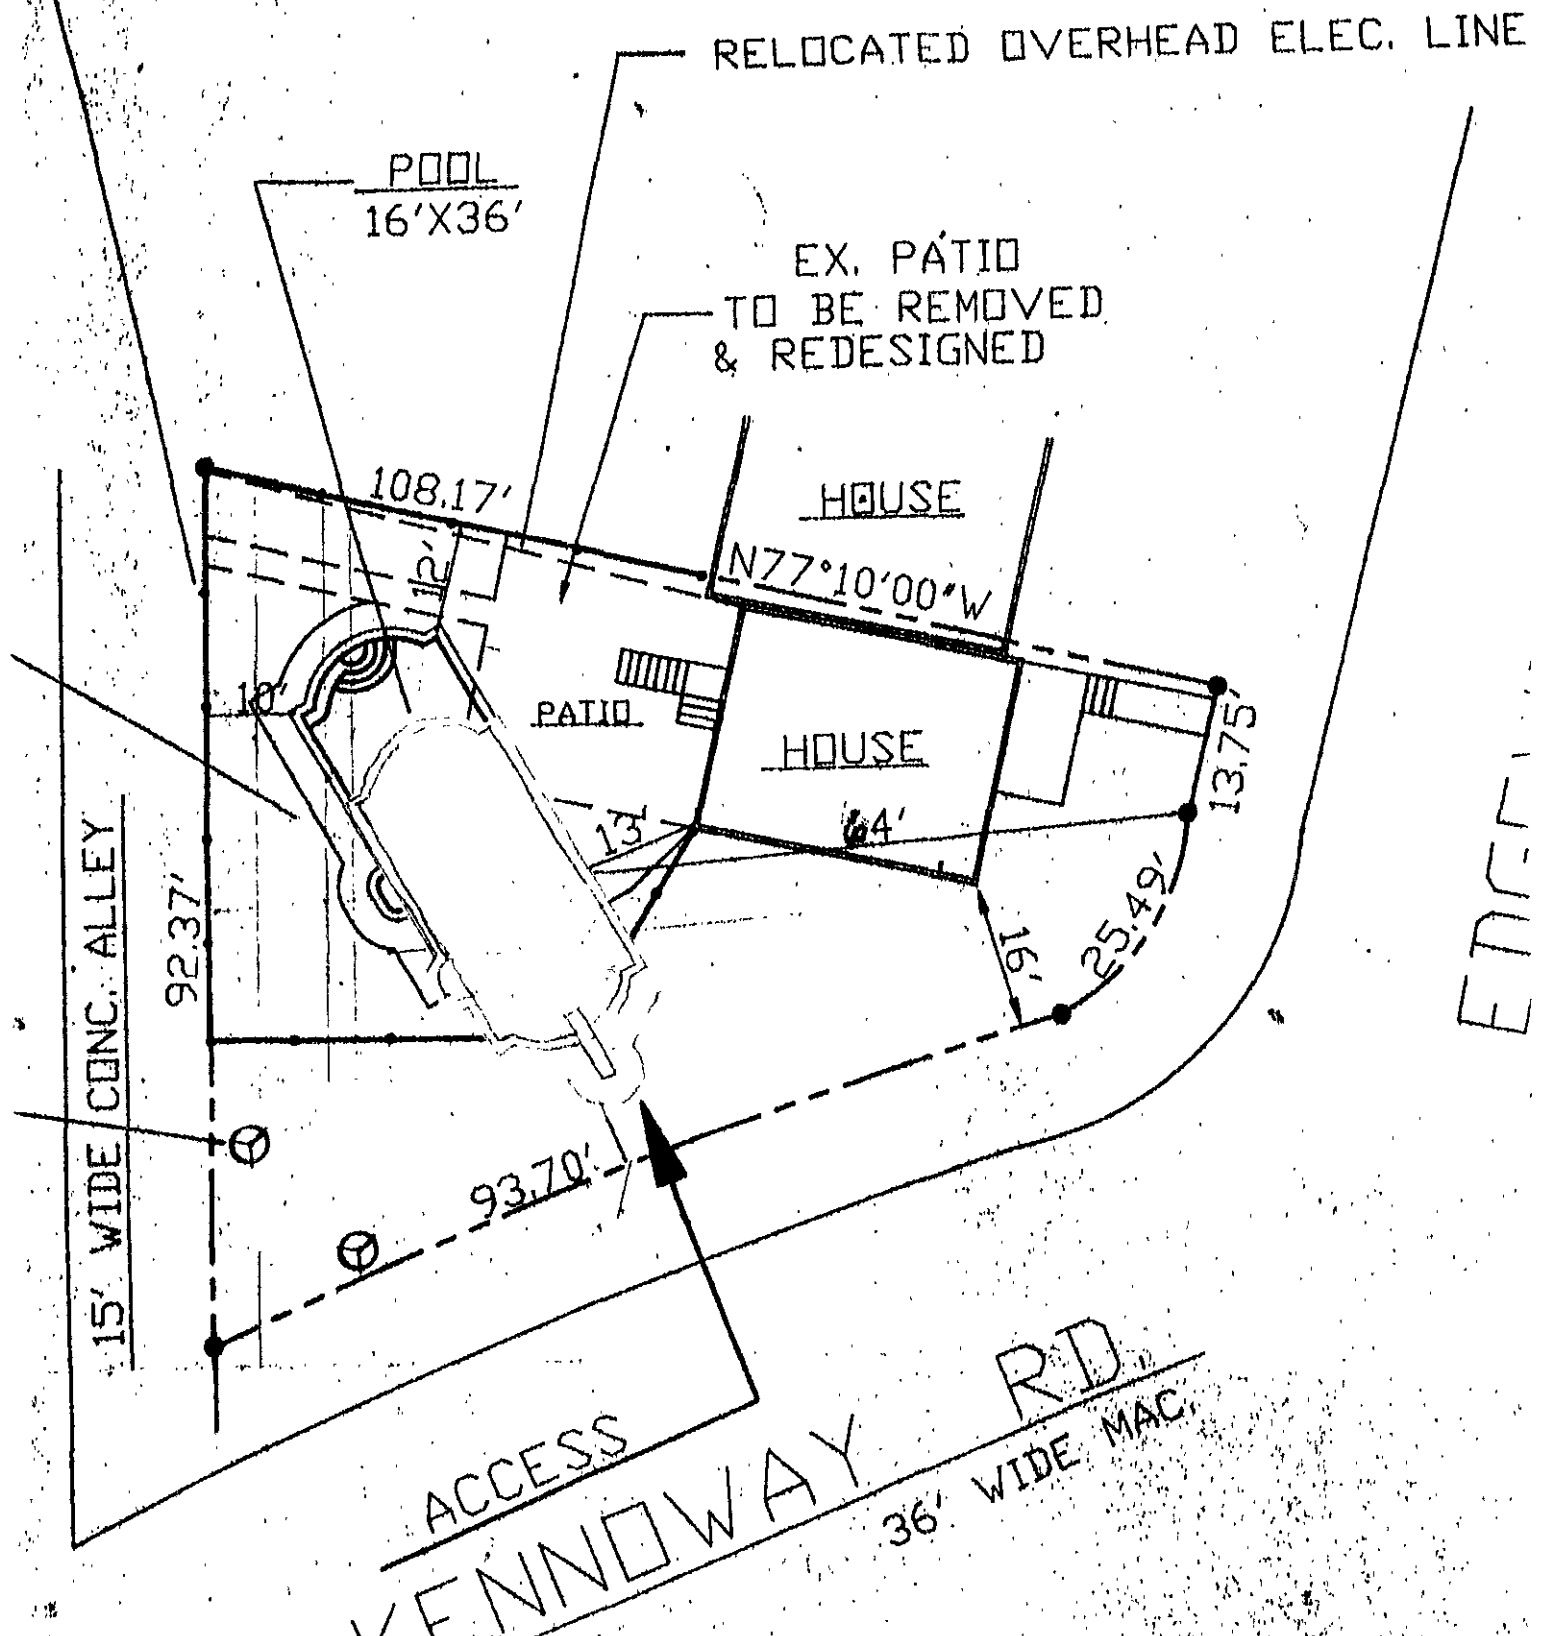 RELOCATED OVERHEAD ELEC. LINE
POOL
16'X36'
EX. PATIO
TO BE REMOVED
& REDESIGNED
108.17'
HOUSE
N77°10'00"W
12'
10'
PATIO
HOUSE
13.75'
13'
64'
25.49'
16'
92.37'
15' WIDE CONC. ALLEY
93.70'
ACCESS
KENNOWAY RD.
36' WIDE MAC.